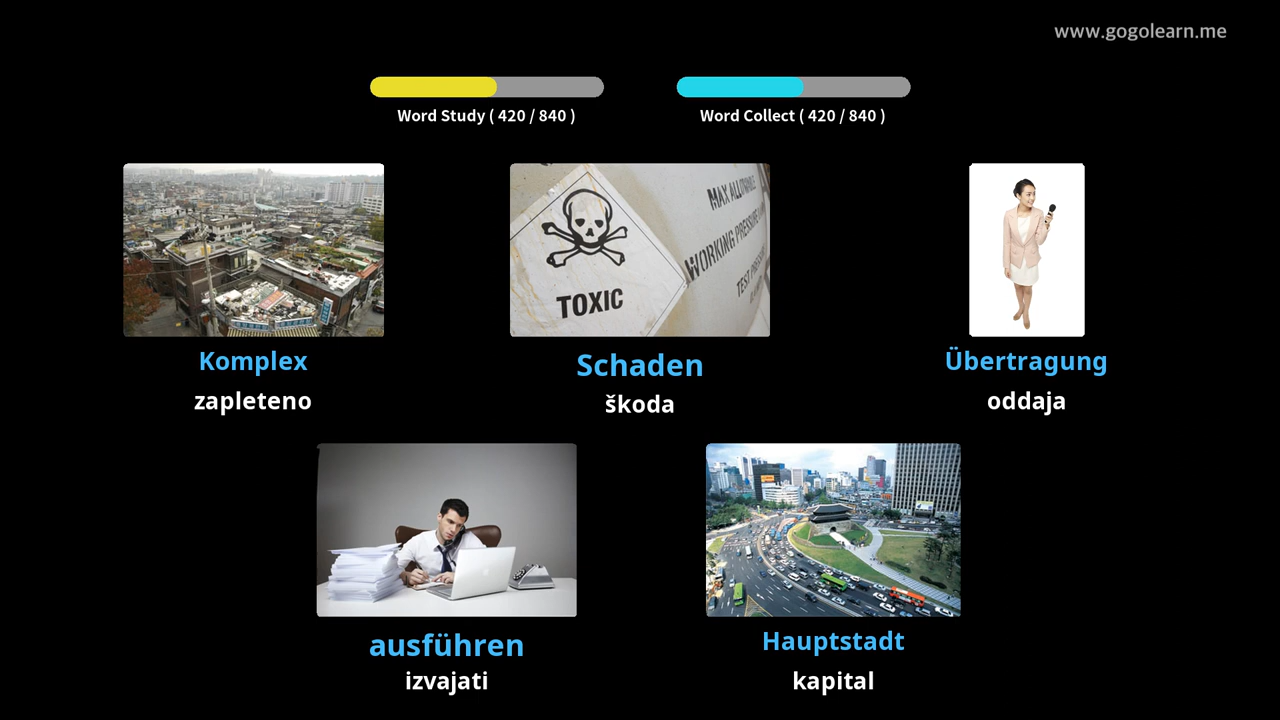 www.gogolearn.me
Word Study ( 420 / 840 )
Word Collect ( 420 / 840 )
TOXIC
MAX ALLOWABLE
WORKING PRESSURE
TEST PRESSURE
Komplex
Schaden
Übertragung
zapleteno
škoda
oddaja
ausführen
Hauptstadt
izvajati
kapital